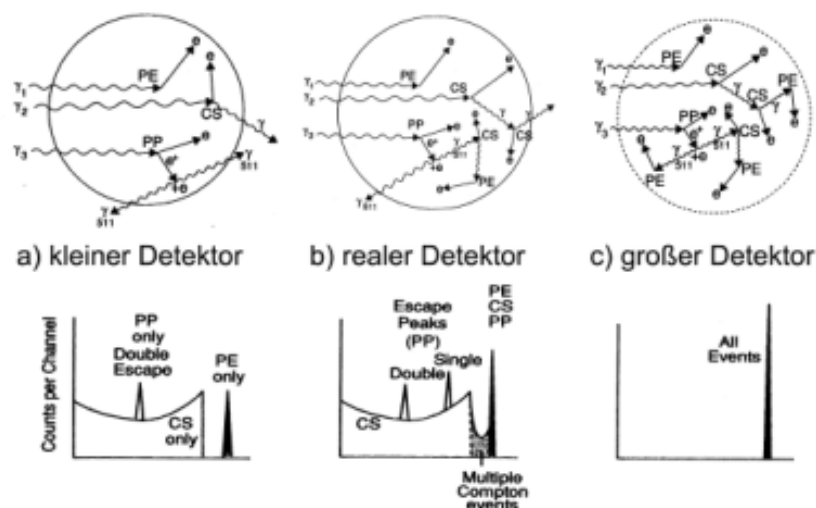 γ₁ PE e
γ₂ e CS γ
γ₃ PP e
e⁺ γ
+e 511
γ
511
γ₁ PE e
γ₂ CS e
γ
γ₃ PP e e CS CS
e⁺ γ
+e 511 e
γ511 e PE
γ₁ PE e
γ₂ CS e
γ CS PE
γ
γ₃ PP e e e
e⁺ γ CS
e γ +e 511
PE 511 PE
e
a) kleiner Detektor
b) realer Detektor
c) großer Detektor
Counts per Channel
PP
only
Double
Escape
PE
only
CS
only
Escape
Peaks
(PP)
Single
Double
PE
CS
PP
CS
Multiple
Compton
events
All
Events